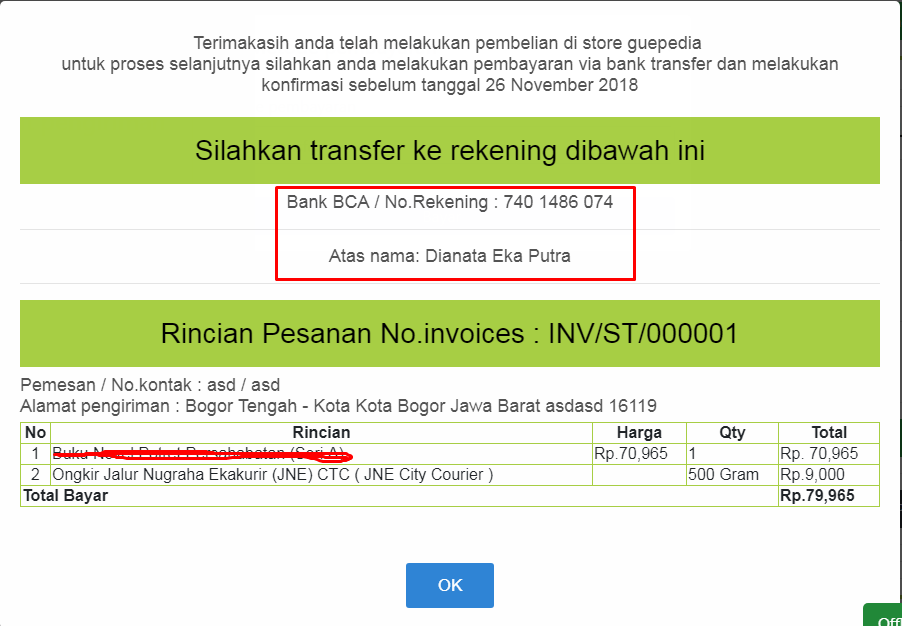 Terimakasih anda telah melakukan pembelian di store guepedia
untuk proses selanjutnya silahkan anda melakukan pembayaran via bank transfer dan melakukan
konfirmasi sebelum tanggal 26 November 2018
Silahkan transfer ke rekening dibawah ini
Bank BCA / No.Rekening : 740 1486 074
Atas nama: Dianata Eka Putra
Rincian Pesanan No.invoices : INV/ST/000001
Pemesan / No.kontak : asd / asd
Alamat pengiriman : Bogor Tengah - Kota Kota Bogor Jawa Barat asdasd 16119
No Rincian Harga Qty Total
1 Buku Rp.70,965 1 Rp. 70,965
2 Ongkir Jalur Nugraha Ekakurir (JNE) CTC ( JNE City Courier ) 500 Gram Rp.9,000
Total Bayar Rp.79,965
OK